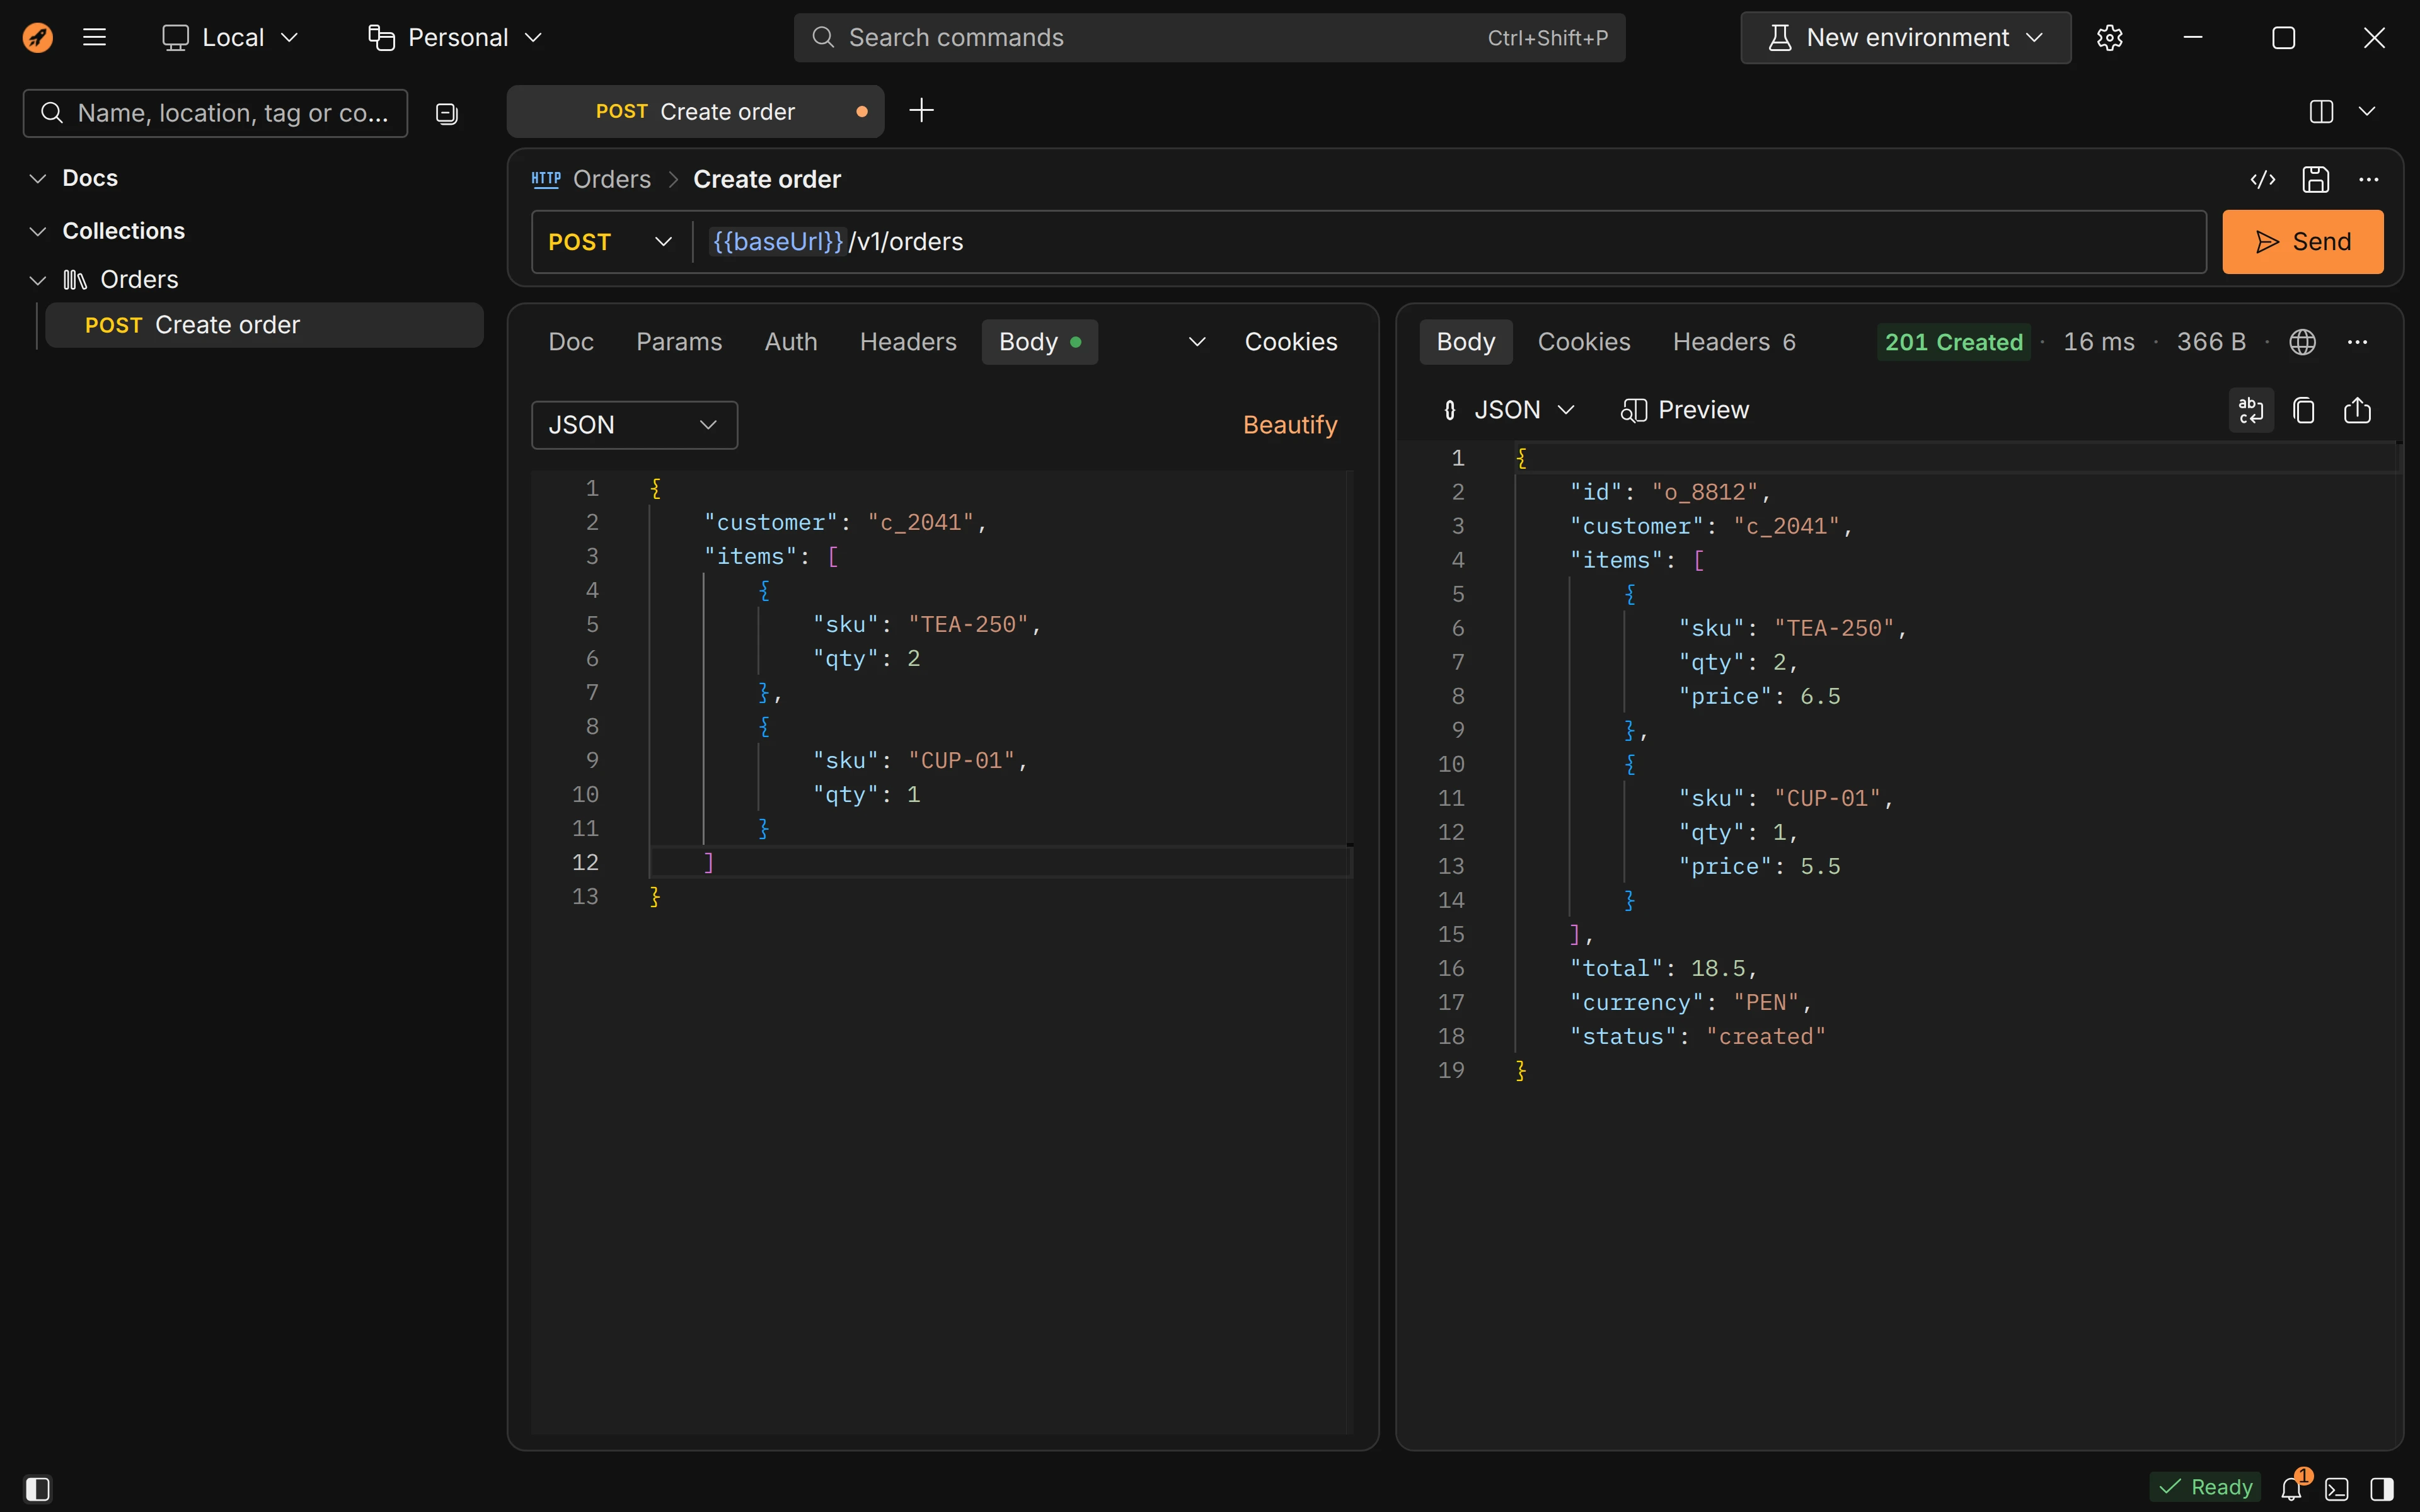 Local
Personal
Search commands
Ctrl+Shift+P
New environment
Name, location, tag or co...
POST Create order
Docs
Collections
Orders
POST Create order
HTTP Orders > Create order
POST
{{baseUrl}}/v1/orders
Send
Doc
Params
Auth
Headers
Body
Cookies
JSON
Beautify
1 {
2 "customer": "c_2041",
3 "items": [
4 {
5 "sku": "TEA-250",
6 "qty": 2
7 },
8 {
9 "sku": "CUP-01",
10 "qty": 1
11 }
12 ]
13 }
Body
Cookies
Headers 6
201 Created · 16 ms · 366 B ·
{} JSON
Preview
1 {
2 "id": "o_8812",
3 "customer": "c_2041",
4 "items": [
5 {
6 "sku": "TEA-250",
7 "qty": 2,
8 "price": 6.5
9 },
10 {
11 "sku": "CUP-01",
12 "qty": 1,
13 "price": 5.5
14 }
15 ],
16 "total": 18.5,
17 "currency": "PEN",
18 "status": "created"
19 }
Ready
1